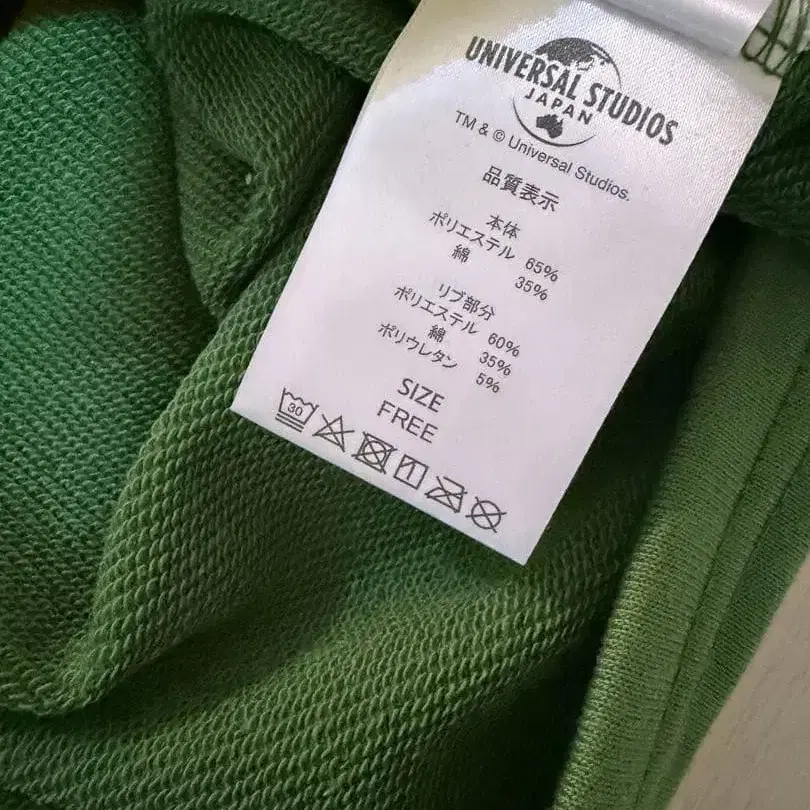 UNIVERSAL STUDIOS
JAPAN
TM & © Universal Studios.
品質表示
本体
ポリエステル 65%
綿 35%
リブ部分
ポリエステル 60%
綿 35%
ポリウレタン 5%
SIZE
FREE
30